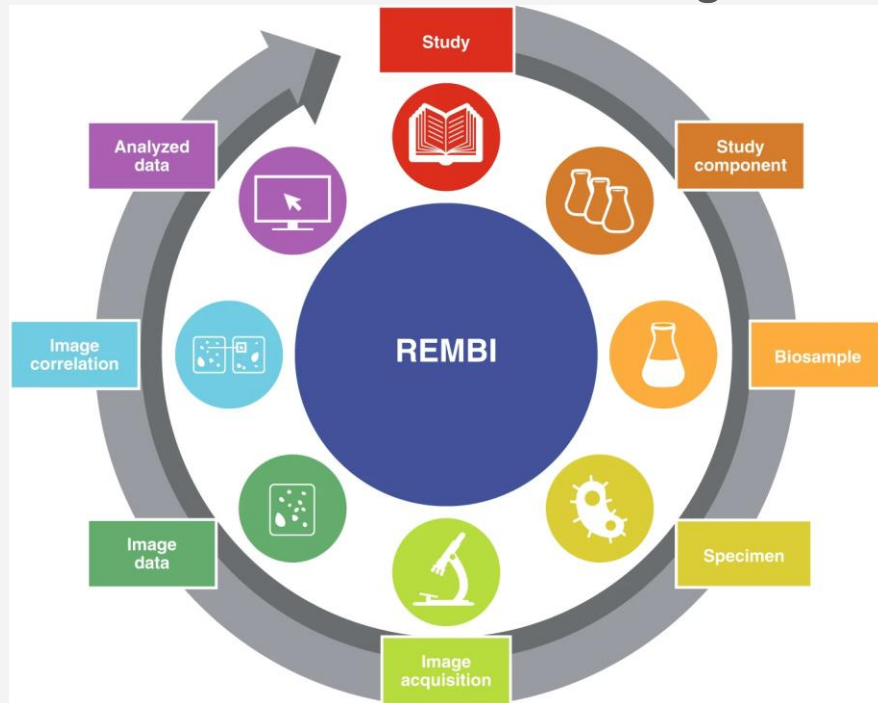 Study
Study
component
Biosample
Specimen
Image
acquisition
Image
data
Image
correlation
Analyzed
data
REMBI